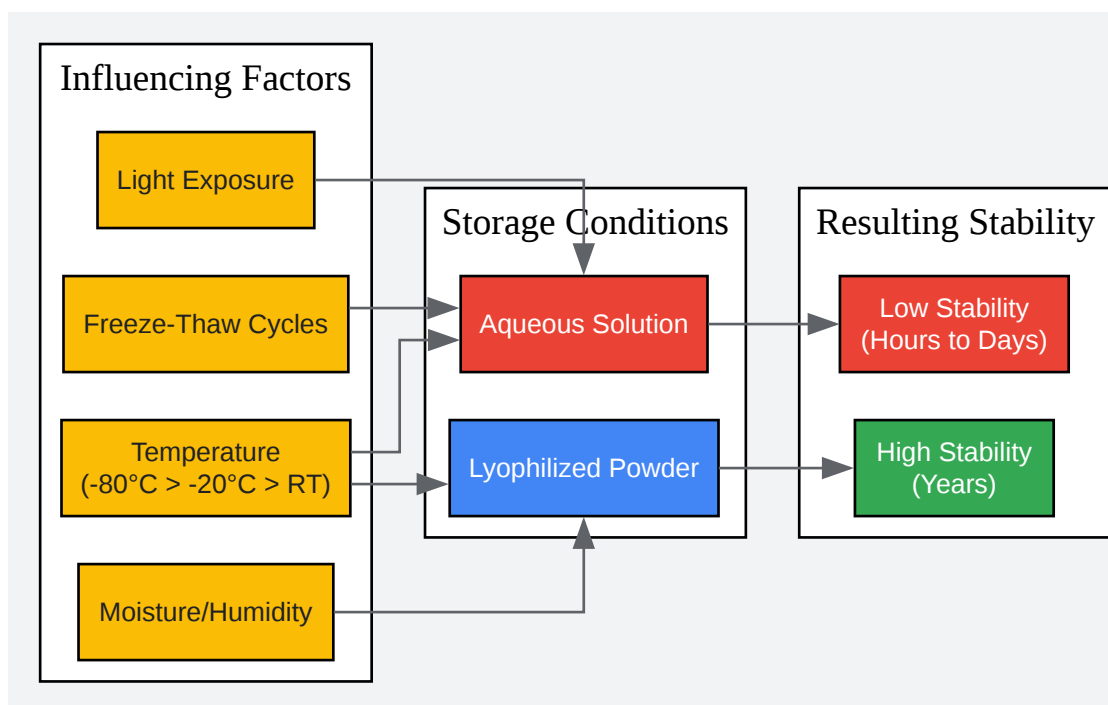 Influencing Factors
Light Exposure
Freeze-Thaw Cycles
Temperature
(-80°C > -20°C > RT)
Moisture/Humidity
Storage Conditions
Aqueous Solution
Lyophilized Powder
Resulting Stability
Low Stability
(Hours to Days)
High Stability
(Years)